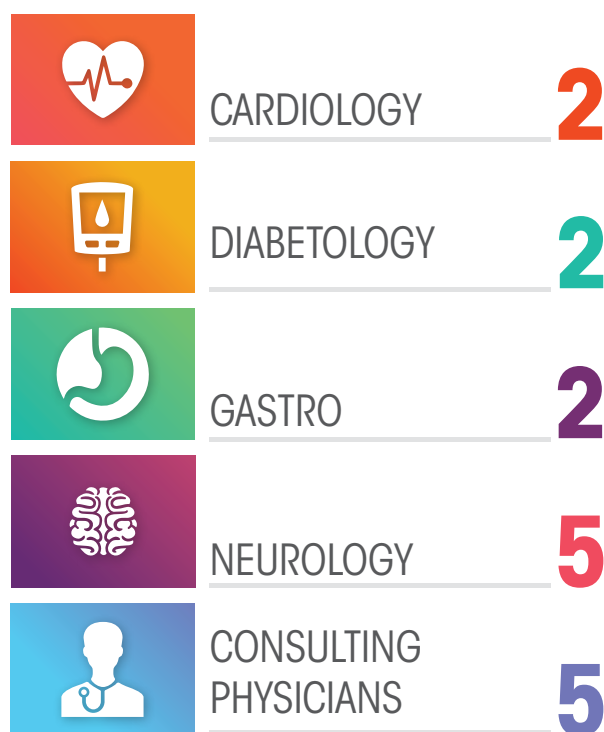 CARDIOLOGY 2
DIABETOLOGY 2
GASTRO 2
NEUROLOGY 5
CONSULTING
PHYSICIANS 5